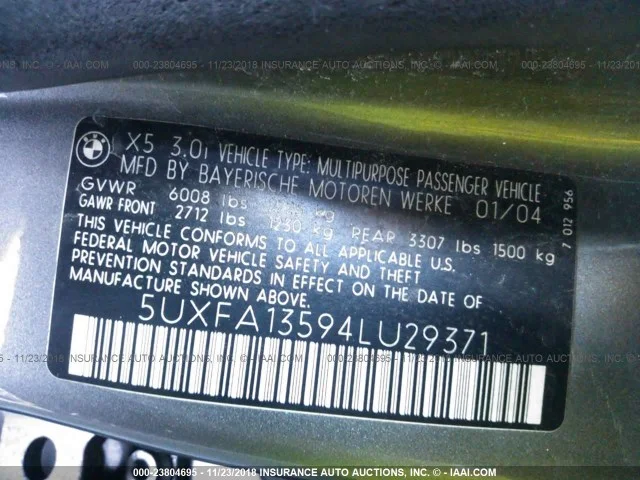 000-23804695 - 11/23/2018 INSURANCE AUTO AUCTIONS, INC. © - IAAI.COM
BMW
X5 3.0i VEHICLE TYPE: MULTIPURPOSE PASSENGER VEHICLE
MFD BY BAYERISCHE MOTOREN WERKE 01/04
GVWR 6008 lbs kg
GAWR FRONT 2712 lbs 1230 kg REAR 3307 lbs 1500 kg
THIS VEHICLE CONFORMS TO ALL APPLICABLE U.S.
FEDERAL MOTOR VEHICLE SAFETY AND THEFT
PREVENTION STANDARDS IN EFFECT ON THE DATE OF
MANUFACTURE SHOWN ABOVE.
7 012 956
5UXFA13594LU29371
000-23804695 - 11/23/2018 INSURANCE AUTO AUCTIONS, INC. © - IAAI.COM